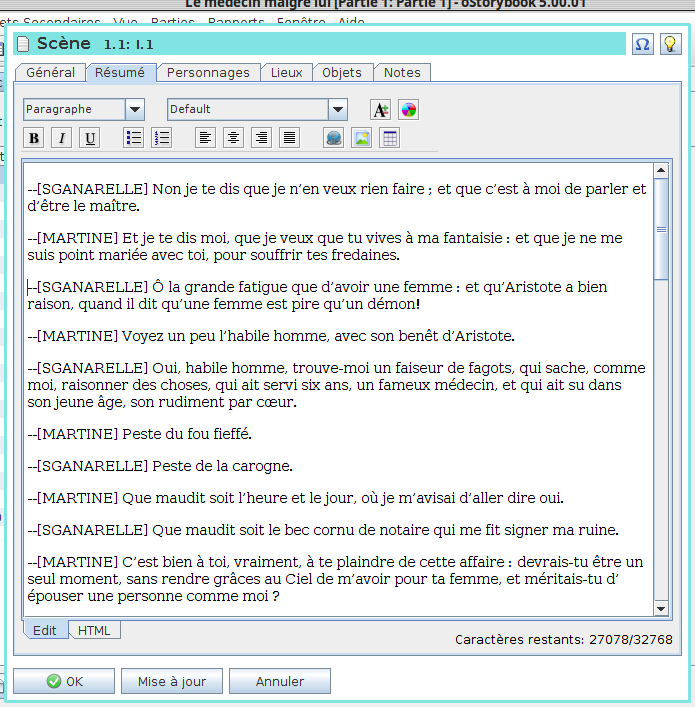 Le médecin malgré lui [Partie 1: Partie 1] - oStorybook 5.00.01
ets Secondaires Vue Parties Rapports Fenêtre Aide
Scène 1.1: I.1
Général Résumé Personnages Lieux Objets Notes
Paragraphe Default
B I U
--[SGANARELLE] Non je te dis que je n’en veux rien faire ; et que c’est à moi de parler et
d’être le maître.
--[MARTINE] Et je te dis moi, que je veux que tu vives à ma fantaisie : et que je ne me
suis point mariée avec toi, pour souffrir tes fredaines.
--[SGANARELLE] Ô la grande fatigue que d’avoir une femme : et qu’Aristote a bien
raison, quand il dit qu’une femme est pire qu’un démon!
--[MARTINE] Voyez un peu l’habile homme, avec son benêt d’Aristote.
--[SGANARELLE] Oui, habile homme, trouve-moi un faiseur de fagots, qui sache, comme
moi, raisonner des choses, qui ait servi six ans, un fameux médecin, et qui ait su dans
son jeune âge, son rudiment par cœur.
--[MARTINE] Peste du fou fieffé.
--[SGANARELLE] Peste de la carogne.
--[MARTINE] Que maudit soit l’heure et le jour, où je m’avisai d’aller dire oui.
--[SGANARELLE] Que maudit soit le bec cornu de notaire qui me fit signer ma ruine.
--[MARTINE] C’est bien à toi, vraiment, à te plaindre de cette affaire : devrais-tu être un
seul moment, sans rendre grâces au Ciel de m’avoir pour ta femme, et méritais-tu d’
épouser une personne comme moi ?
Edit HTML
Caractères restants: 27078/32768
OK Mise à jour Annuler